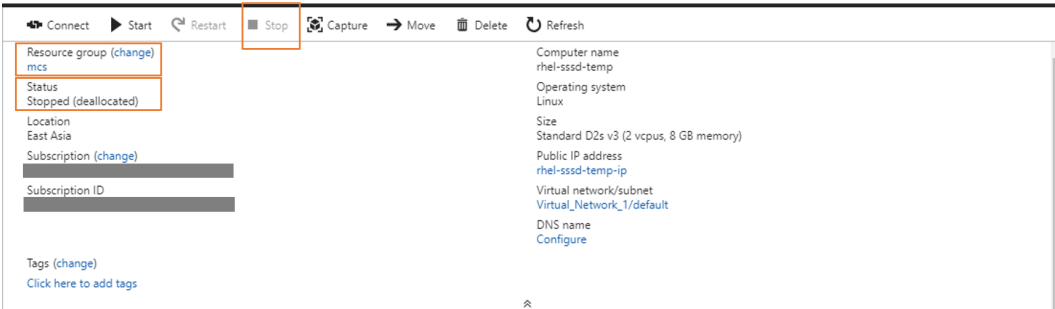 Connect Start Restart Stop Capture Move Delete Refresh
Resource group (change)
mcs
Status
Stopped (deallocated)
Location
East Asia
Subscription (change)
Subscription ID
Tags (change)
Click here to add tags
Computer name
rhel-sssd-temp
Operating system
Linux
Size
Standard D2s v3 (2 vcpus, 8 GB memory)
Public IP address
rhel-sssd-temp-ip
Virtual network/subnet
Virtual_Network_1/default
DNS name
Configure